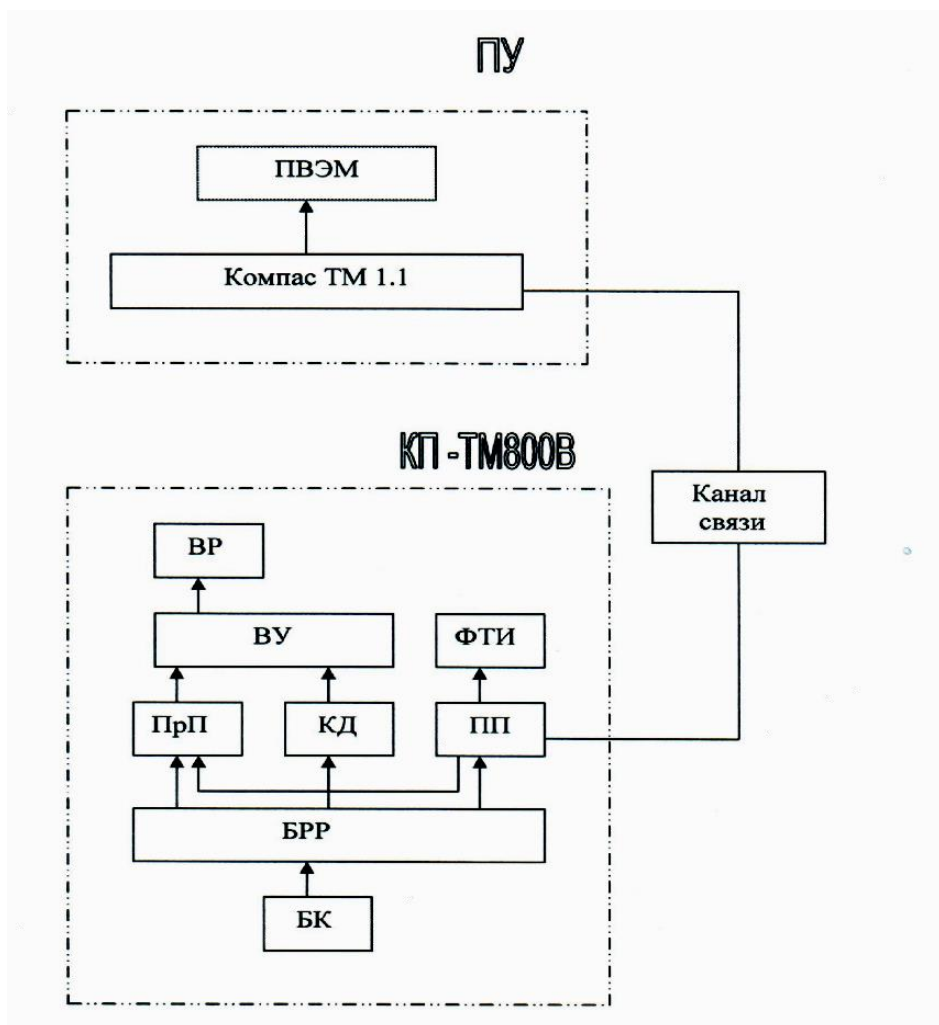 ПУ
ПВЭМ
Компас ТМ 1.1
КП -ТМ800В
Канал
связи
ВР
ВУ
ФТИ
ПрП
КД
ПП
БРР
БК